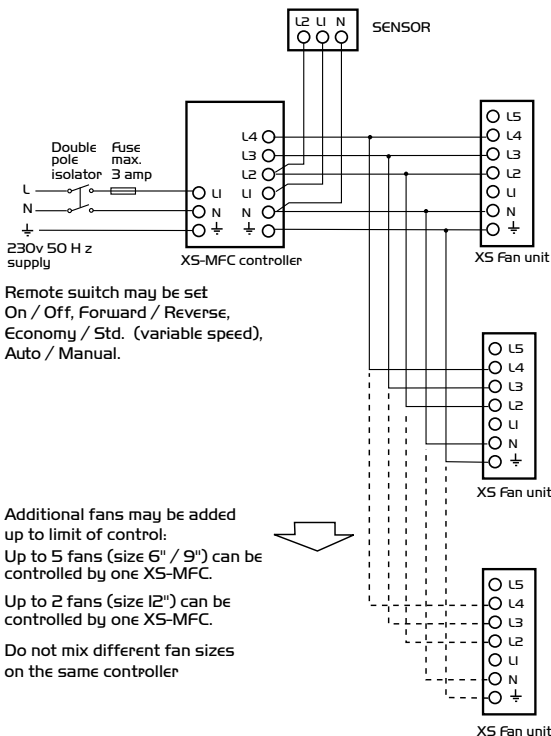 L2 L1 N
SENSOR
L4
L3
L2
L1 L1
N N
XS-MFC controller
Double
pole
isolator
Fuse
max.
3 amp
L
N
230v 50 H z
supply
L5
L4
L3
L2
L1
N
XS Fan unit
Remote switch may be set
On / Off, Forward / Reverse,
Economy / Std. (variable speed),
Auto / Manual.
L5
L4
L3
L2
L1
N
XS Fan unit
Additional fans may be added
up to limit of control:
Up to 5 fans (size 6" / 9") can be
controlled by one XS-MFC.
Up to 2 fans (size 12") can be
controlled by one XS-MFC.
Do not mix different fan sizes
on the same controller
L5
L4
L3
L2
L1
N
XS Fan unit